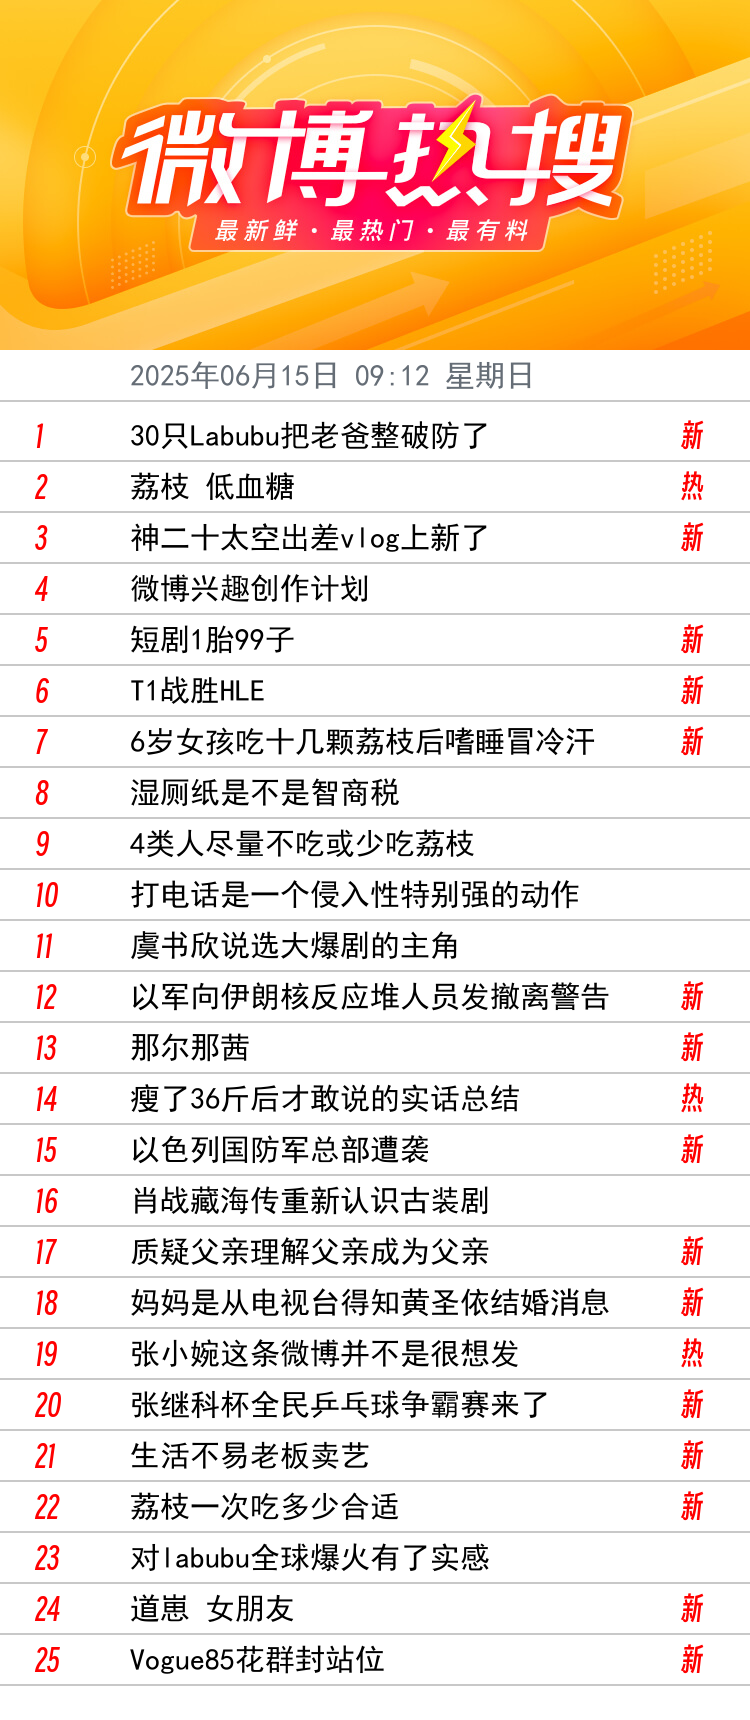 微博热搜
最新鲜·最热门·最有料
2025年06月15日 09:12 星期日
1 30只Labubu把老爸整破防了 新
2 荔枝 低血糖 热
3 神二十太空出差vlog上新了 新
4 微博兴趣创作计划
5 短剧1胎99子 新
6 T1战胜HLE 新
7 6岁女孩吃十几颗荔枝后嗜睡冒冷汗 新
8 湿厕纸是不是智商税
9 4类人尽量不吃或少吃荔枝
10 打电话是一个侵入性特别强的动作
11 虞书欣说选大爆剧的主角
12 以军向伊朗核反应堆人员发撤离警告 新
13 那尔那茜 新
14 瘦了36斤后才敢说的实话总结 热
15 以色列国防军总部遭袭 新
16 肖战藏海传重新认识古装剧
17 质疑父亲理解父亲成为父亲 新
18 妈妈是从电视台得知黄圣依结婚消息 新
19 张小婉这条微博并不是很想发 热
20 张继科杯全民乒乓球争霸赛来了 新
21 生活不易老板卖艺 新
22 荔枝一次吃多少合适 新
23 对labubu全球爆火有了实感
24 道崽 女朋友 新
25 Vogue85花群封站位 新